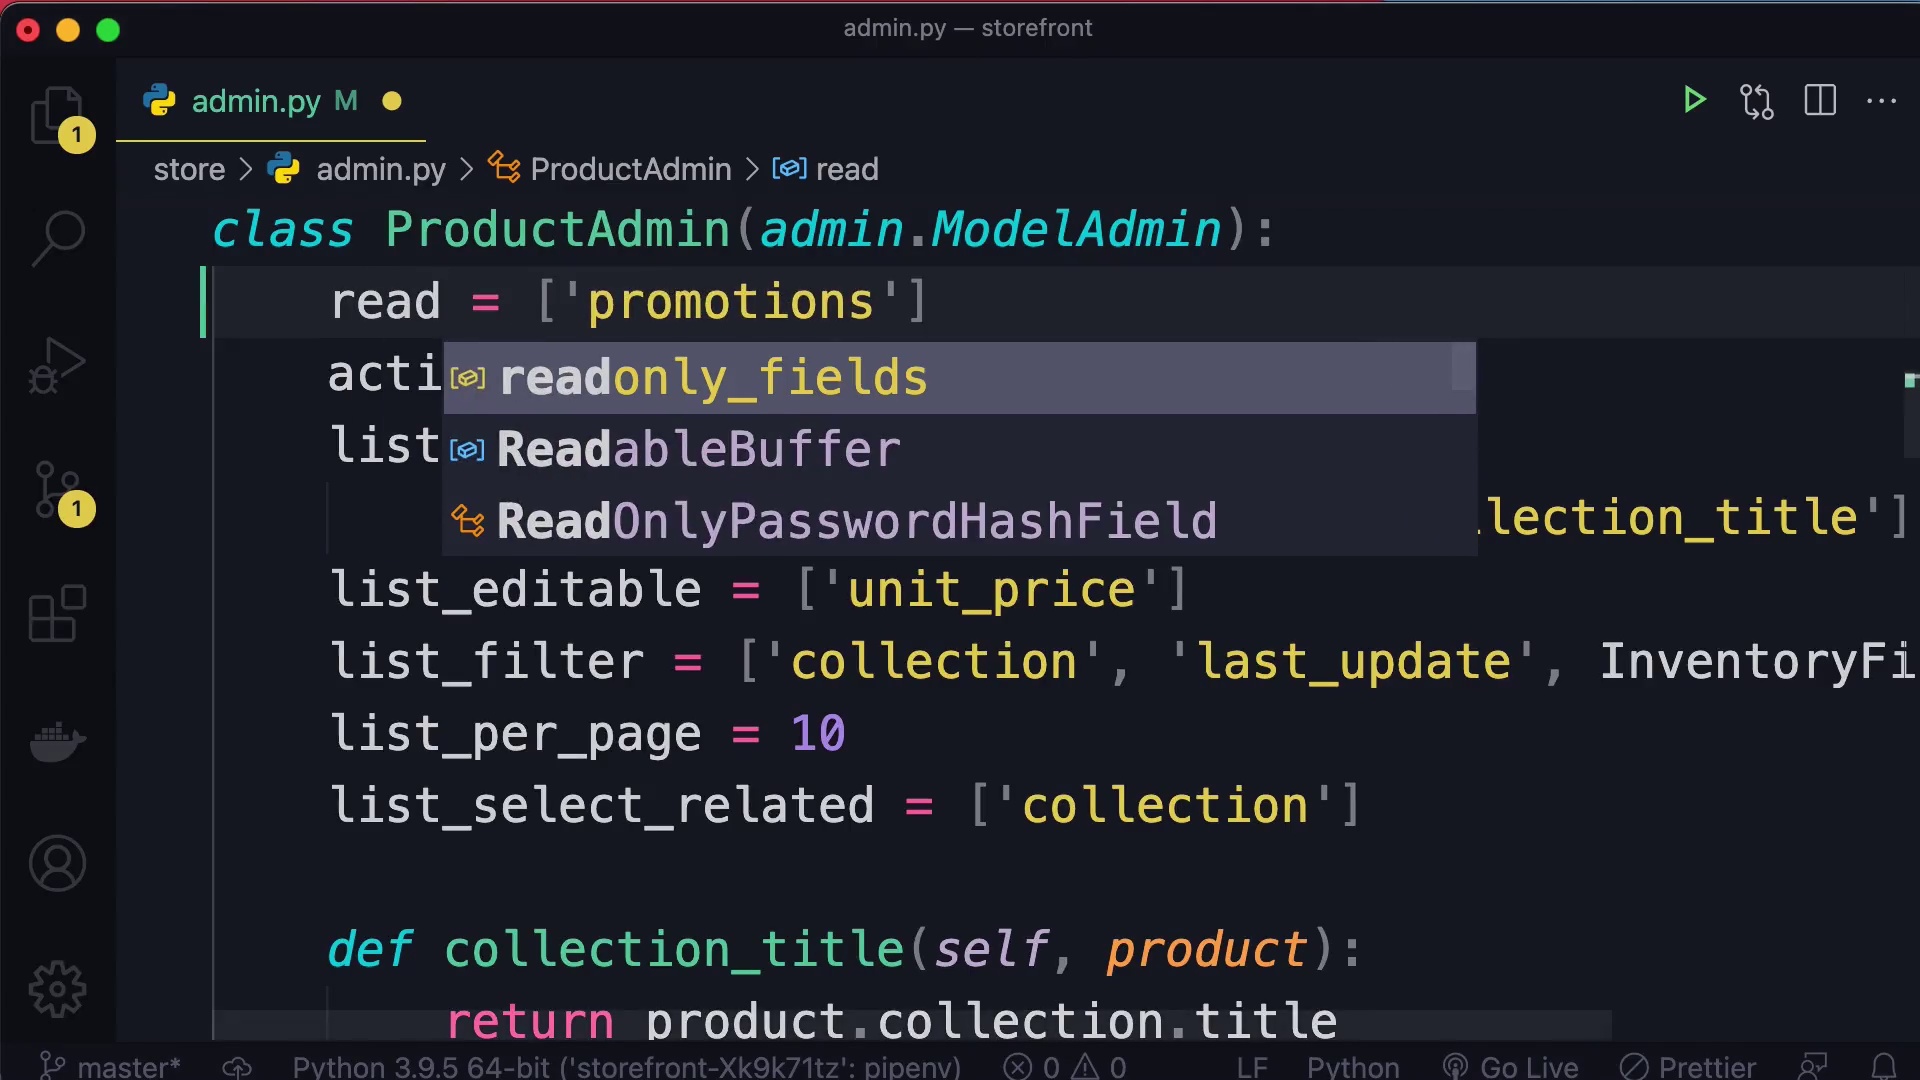 admin.py — storefront
admin.py M
1
store > admin.py > ProductAdmin > read
class ProductAdmin(admin.ModelAdmin):
read = ['promotions']
acti
readonly_fields
list
ReadableBuffer
ReadOnlyPasswordHashField
lection_title']
1
list_editable = ['unit_price']
list_filter = ['collection', 'last_update', InventoryFi
list_per_page = 10
list_select_related = ['collection']
def collection_title(self, product):
return product.collection.title
master* Python 3.9.5 64-bit ('storefront-Xk9k71tz': pipenv) 0 0 LF Python Go Live Prettier